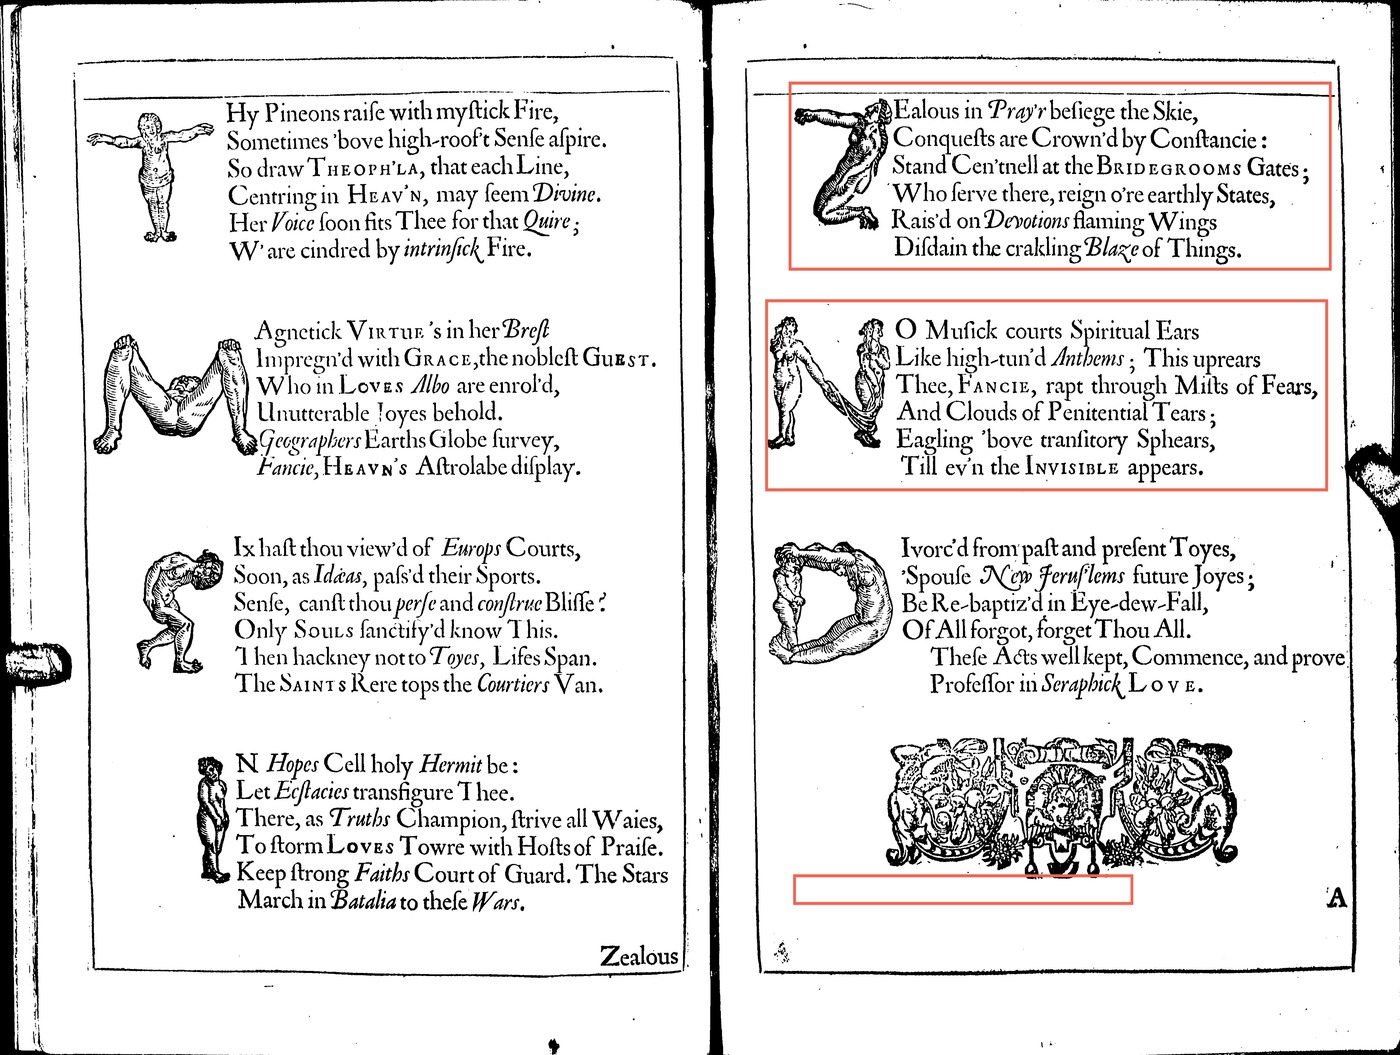 THy Pineons raiſe with myſtick Fire,
Sometimes 'bove high-rooft Senſe aſpire.
So draw THEOPH'LA, that each Line,
Centring in HEAV'N, may ſeem Divine.
Her Voice ſoon fits Thee for that Quire;
W' are cindred by intrinſick Fire.
MAgnetick VIRTUE 's in her Breſt
Impregn'd with GRACE, the nobleſt GUEST.
Who in LOVES Albo are enrol'd,
Unutterable Joyes behold.
Geographers Earths Globe ſurvey,
Fancie, HEAVN'S Aſtrolabe diſplay.
SIx haſt thou view'd of Europs Courts,
Soon, as Idæas, paſs'd their Sports.
Senſe, canſt thou perſe and conſtrue Bliſſe?
Only SOULS ſanctify'd know This.
Then hackney not to Toyes, Lifes Span.
The SAINTS Rere tops the Courtiers Van.
IN Hopes Cell holy Hermit be:
Let Ecſtacies transfigure Thee.
There, as Truths Champion, ſtrive all Waies,
To ſtorm LOVES Towre with Hoſts of Praiſe.
Keep ſtrong Faiths Court of Guard. The Stars
March in Batalia to theſe Wars.
Zealous
ZEalous in Pray'r beſiege the Skie,
Conqueſts are Crown'd by Conſtancie:
Stand Cen'tnell at the BRIDEGROOMS Gates;
Who ſerve there, reign o're earthly States,
Rais'd on Devotions flaming Wings
Diſdain the crakling Blaze of Things.
NO Muſick courts Spiritual Ears
Like high-tun'd Anthems; This uprears
Thee, FANCIE, rapt through Miſts of Fears,
And Clouds of Penitential Tears;
Eagling 'bove tranſitory Sphears,
Till ev'n the INVISIBLE appears.
DIvorc'd from paſt and preſent Toyes,
'Spouſe New Jeruſ'lems future Joyes;
Be Re-baptiz'd in Eye-dew-Fall,
Of All forgot, forget Thou All.
Theſe Acts well kept, Commence, and prove
Profeſſor in Seraphick LOVE.
A